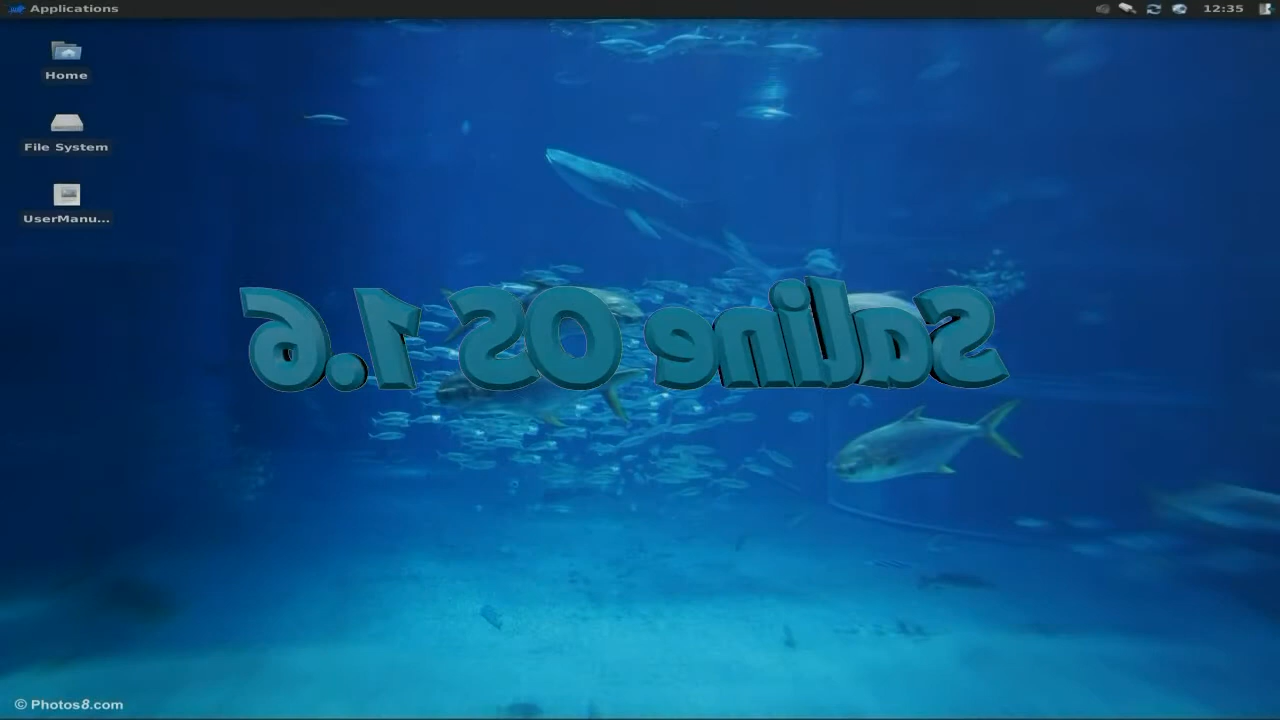 Applications
12:35
Home
File System
UserManu...
Saline OS 1.6
© Photos8.com